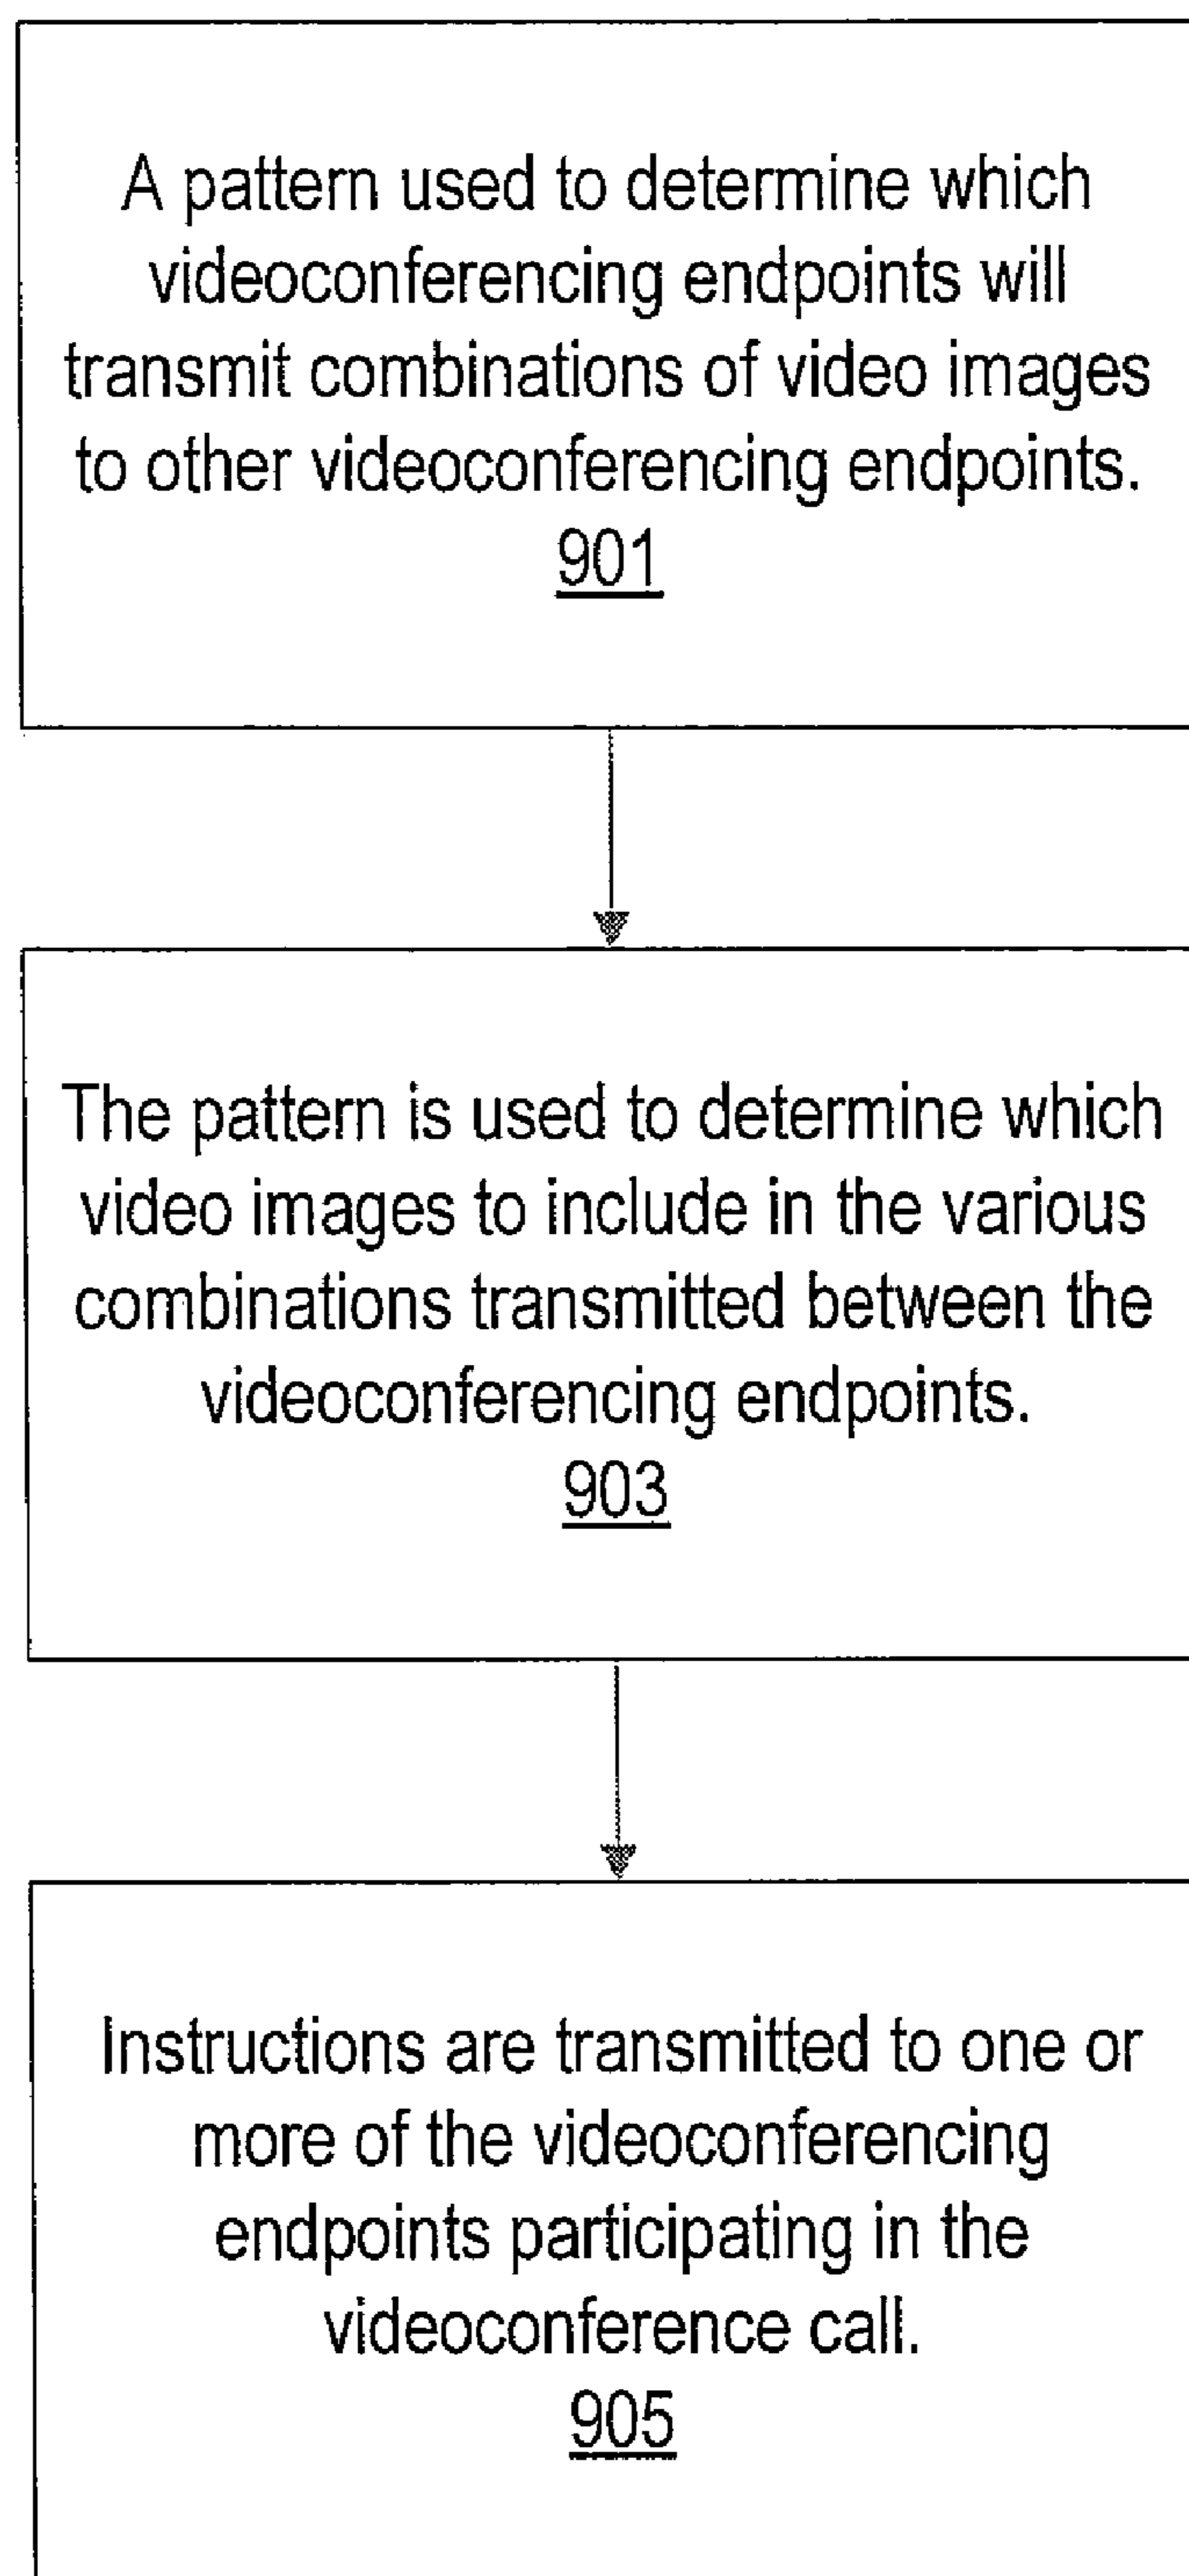 A pattern used to determine which
videoconferencing endpoints will
transmit combinations of video images
to other videoconferencing endpoints.
901
The pattern is used to determine which
video images to include in the various
combinations transmitted between the
videoconferencing endpoints.
903
Instructions are transmitted to one or
more of the videoconferencing
endpoints participating in the
videoconference call.
905